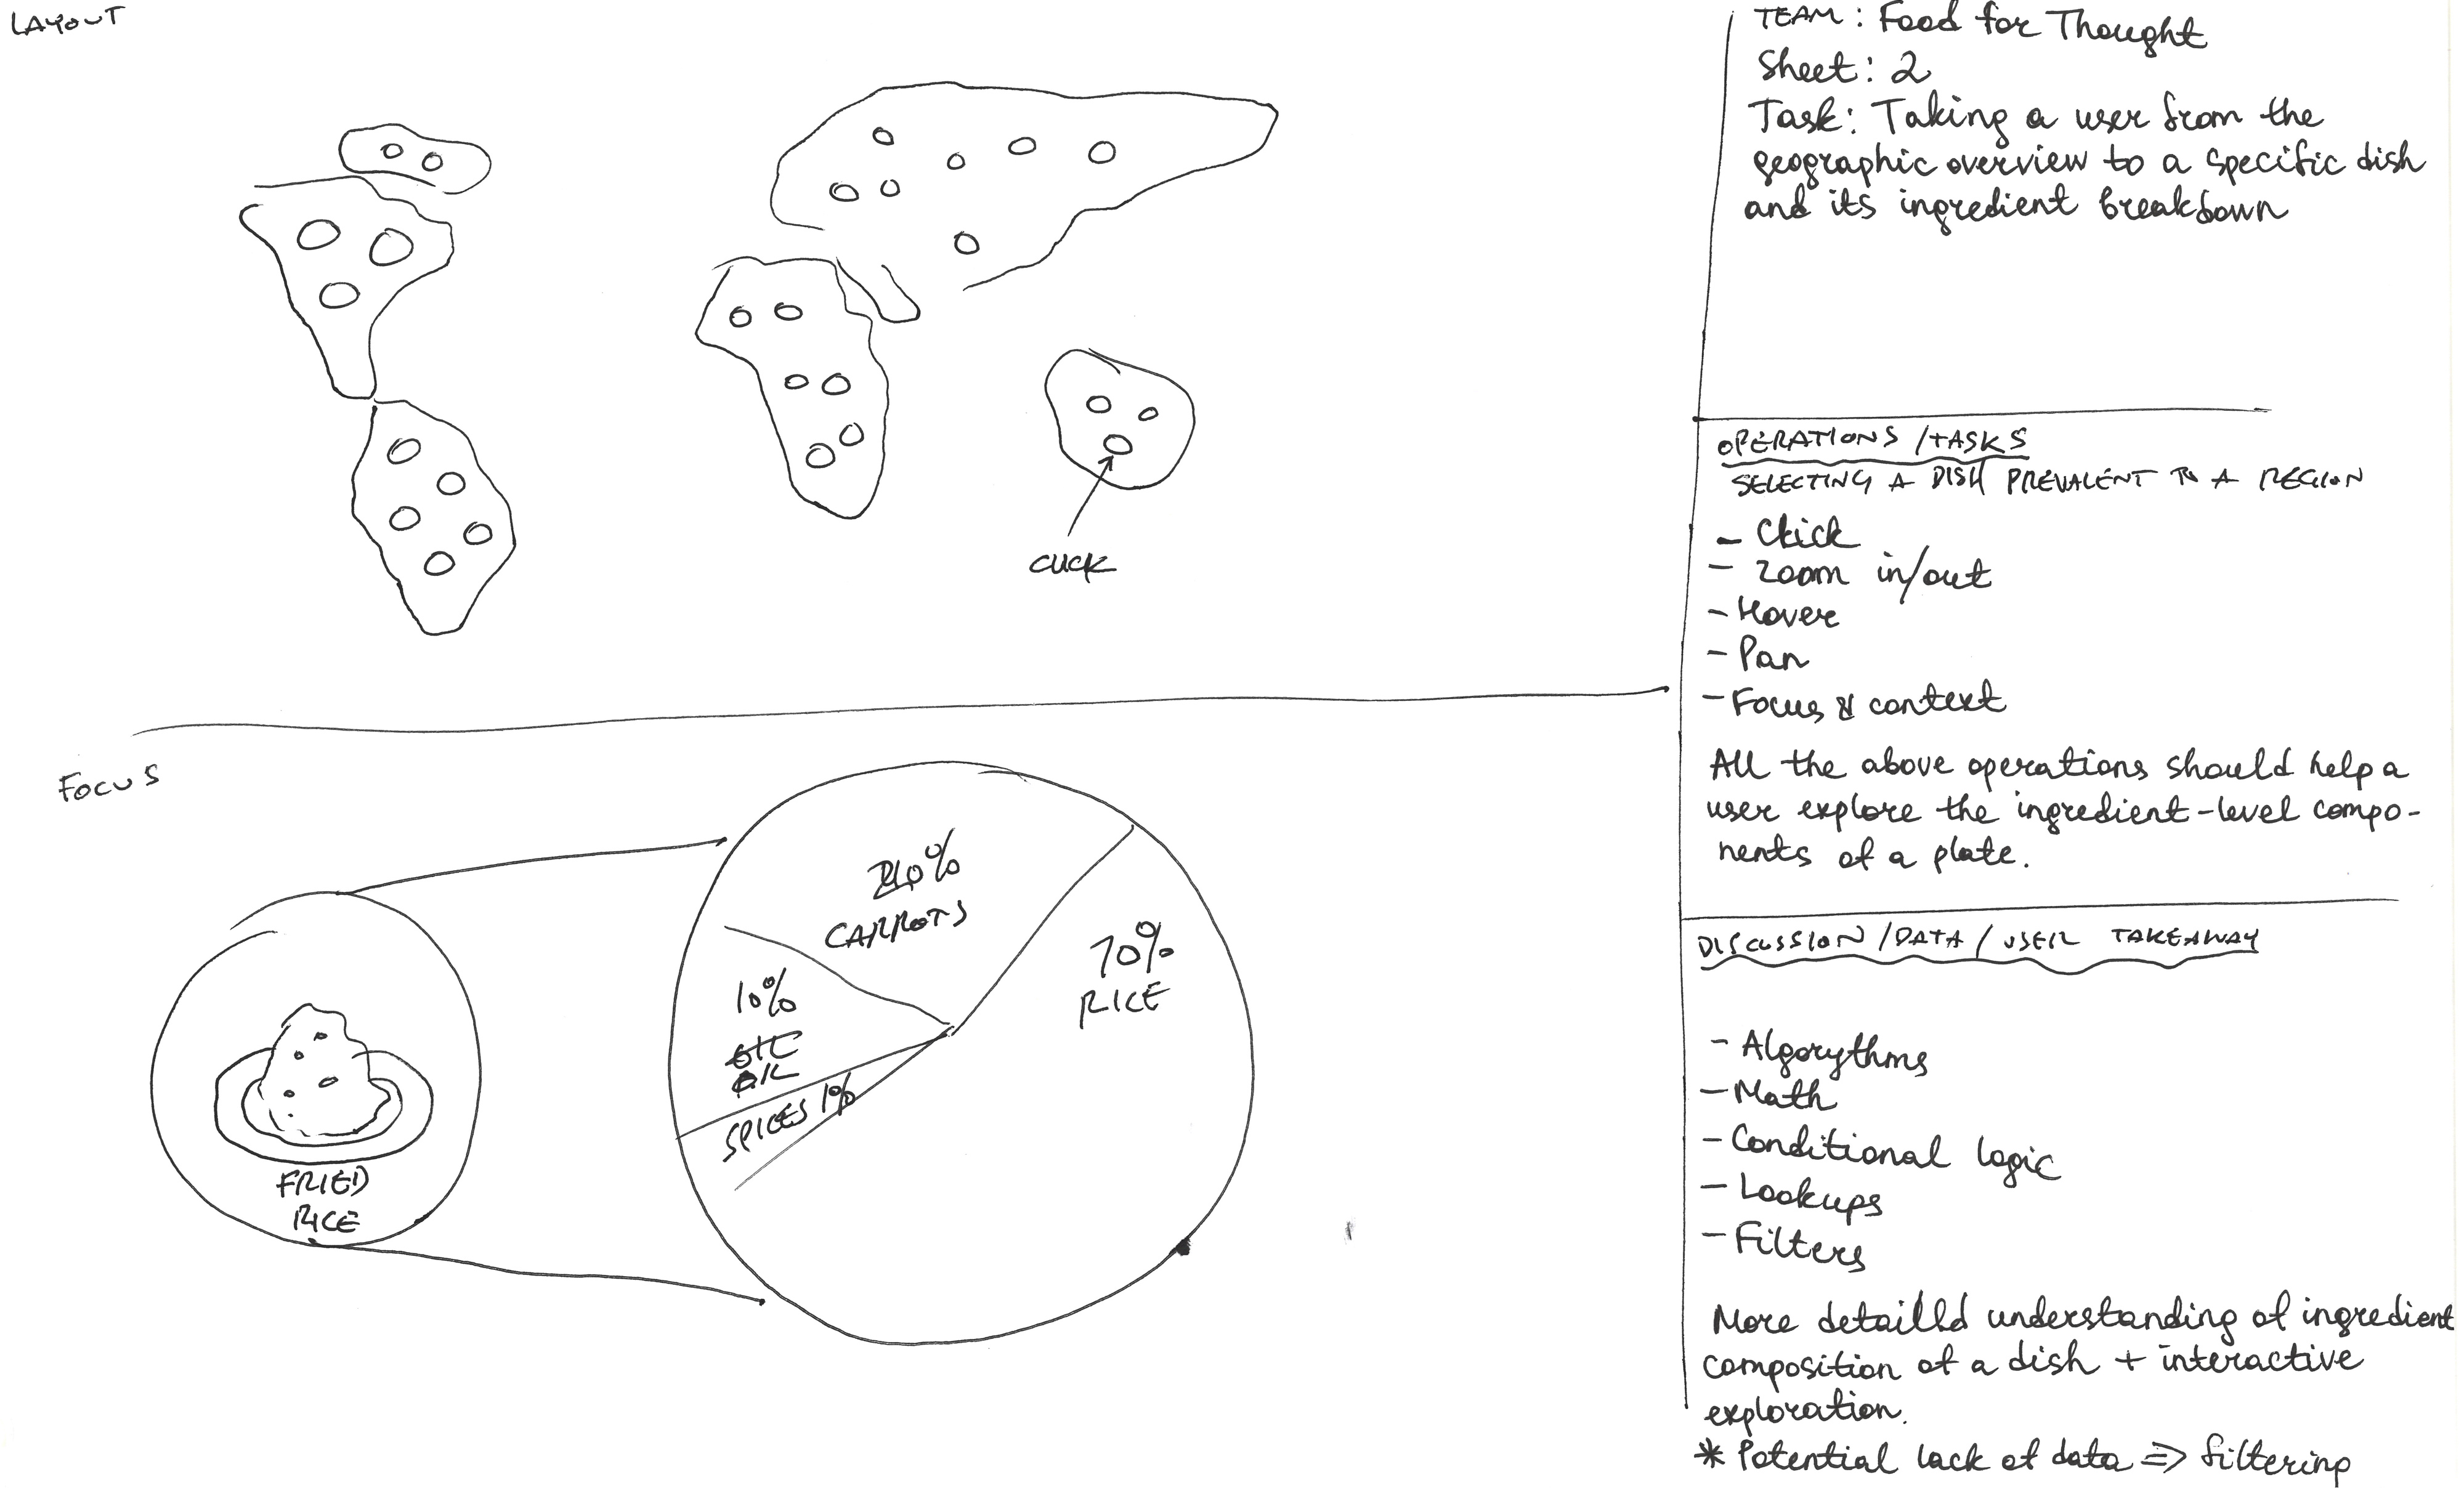 LAYOUT
CLICK
FOCUS
FRIED
RICE
%
CARROTS
70%
RICE
10%
OIL
OIL
SPICES 1%
TEAM: Food for Thought
Sheet: 2
Task: Taking a user from the
geographic overview to a specific dish
and its ingredient breakdown
OPERATIONS/TASKS
SELECTING A DISH PREVALENT TO A REGION
- Click
- Zoom in/out
- Hover
- Pan
- Focus & context
All the above operations should help a
user explore the ingredient-level compo-
nents of a plate.
DISCUSSION/DATA/USER TAKEAWAY
- Algorythms
- Math
- Conditional logic
- Lookups
- Filters
More detailld understanding of ingredient
composition of a dish + interactive
exploration.
* Potential lack of data => filtering